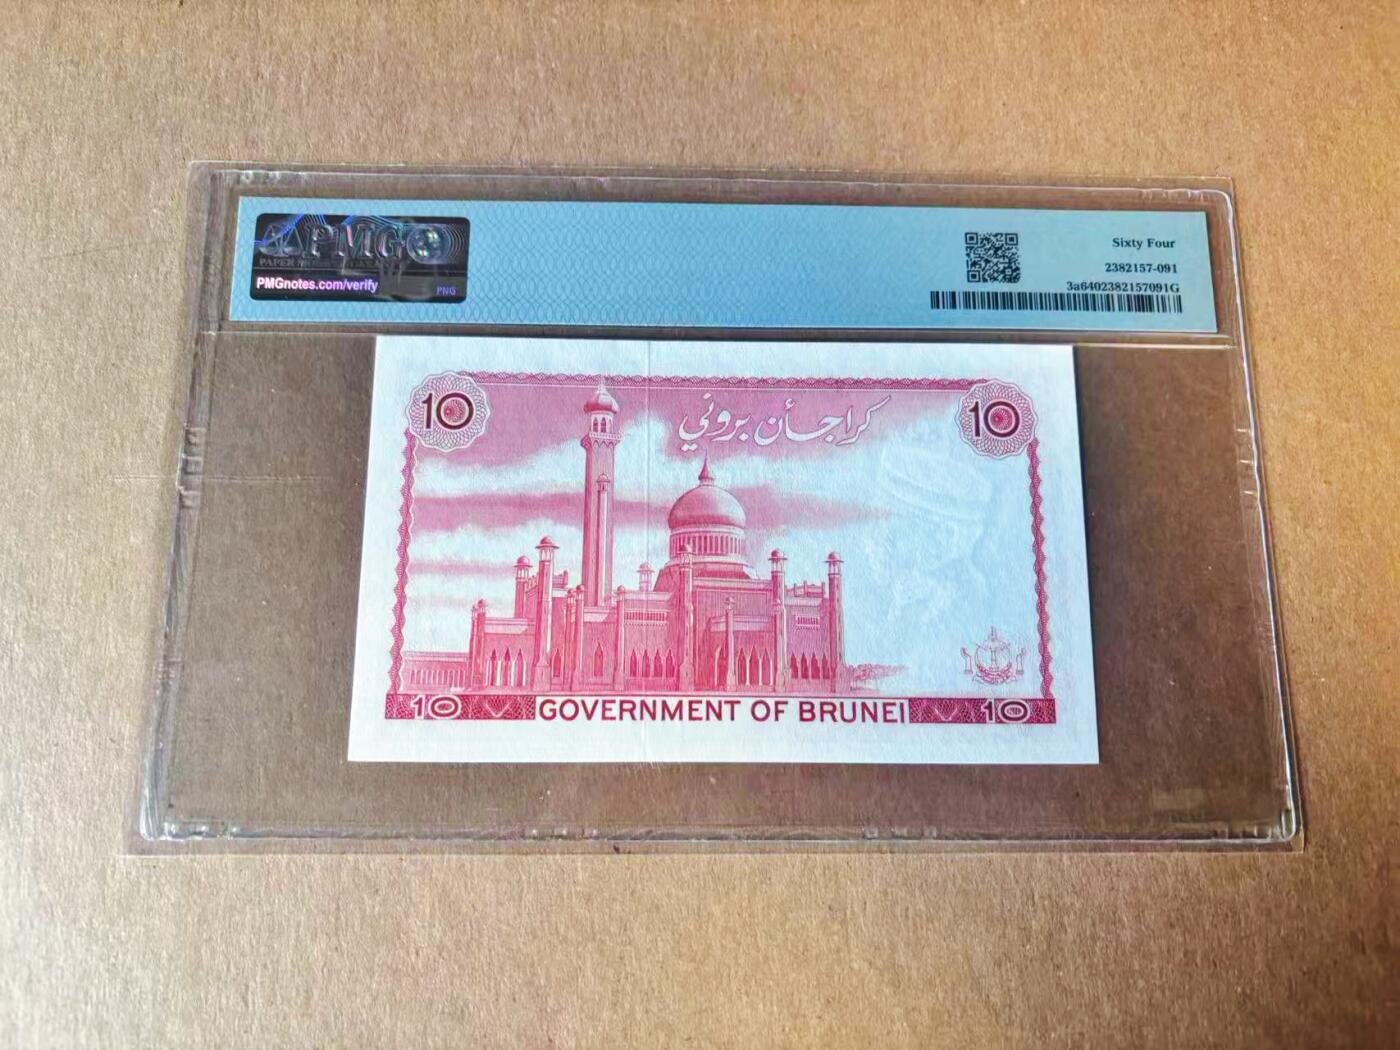 PMG
PAPER
PMGnotes.com/verify
PNG
Sixty Four
2382157-091
3a6402382157091G
10
كراجأن بروني
10
10 GOVERNMENT OF BRUNEI 10